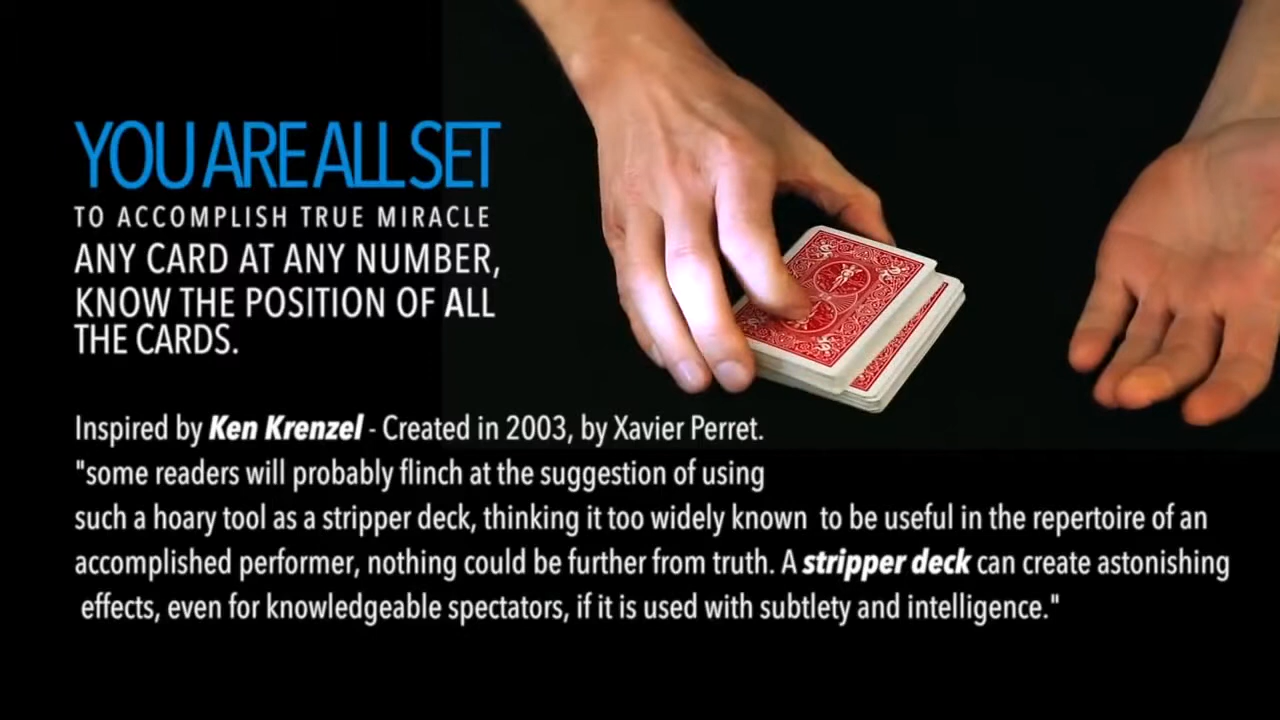 YOU ARE ALL SET
TO ACCOMPLISH TRUE MIRACLE
ANY CARD AT ANY NUMBER,
KNOW THE POSITION OF ALL
THE CARDS.
Inspired by Ken Krenzel - Created in 2003, by Xavier Perret.
"some readers will probably flinch at the suggestion of using
such a hoary tool as a stripper deck, thinking it too widely known to be useful in the repertoire of an
accomplished performer, nothing could be further from truth. A stripper deck can create astonishing
effects, even for knowledgeable spectators, if it is used with subtlety and intelligence."